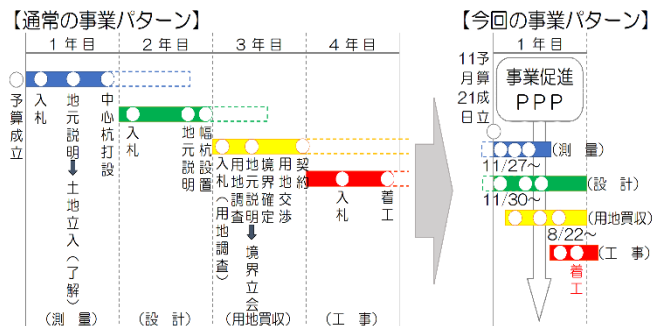 【通常の事業パターン】
1年目
2年目
3年目
4年目
予算成立
入札
地元説明→土地立入(了解)
中心杭打設
入札
地元説明
幅杭設置
入札(用地調査)
用地調査
地元説明→境界立会
境界確定
用地交渉
契約
入札
着工
(測量)
(設計)
(用地買収)
(工事)
【今回の事業パターン】
1年目
11月21日
予算成立
事業促進
PPP
(測量)
11/27~
(設計)
11/30~
(用地買収)
8/22~
(工事)
着工